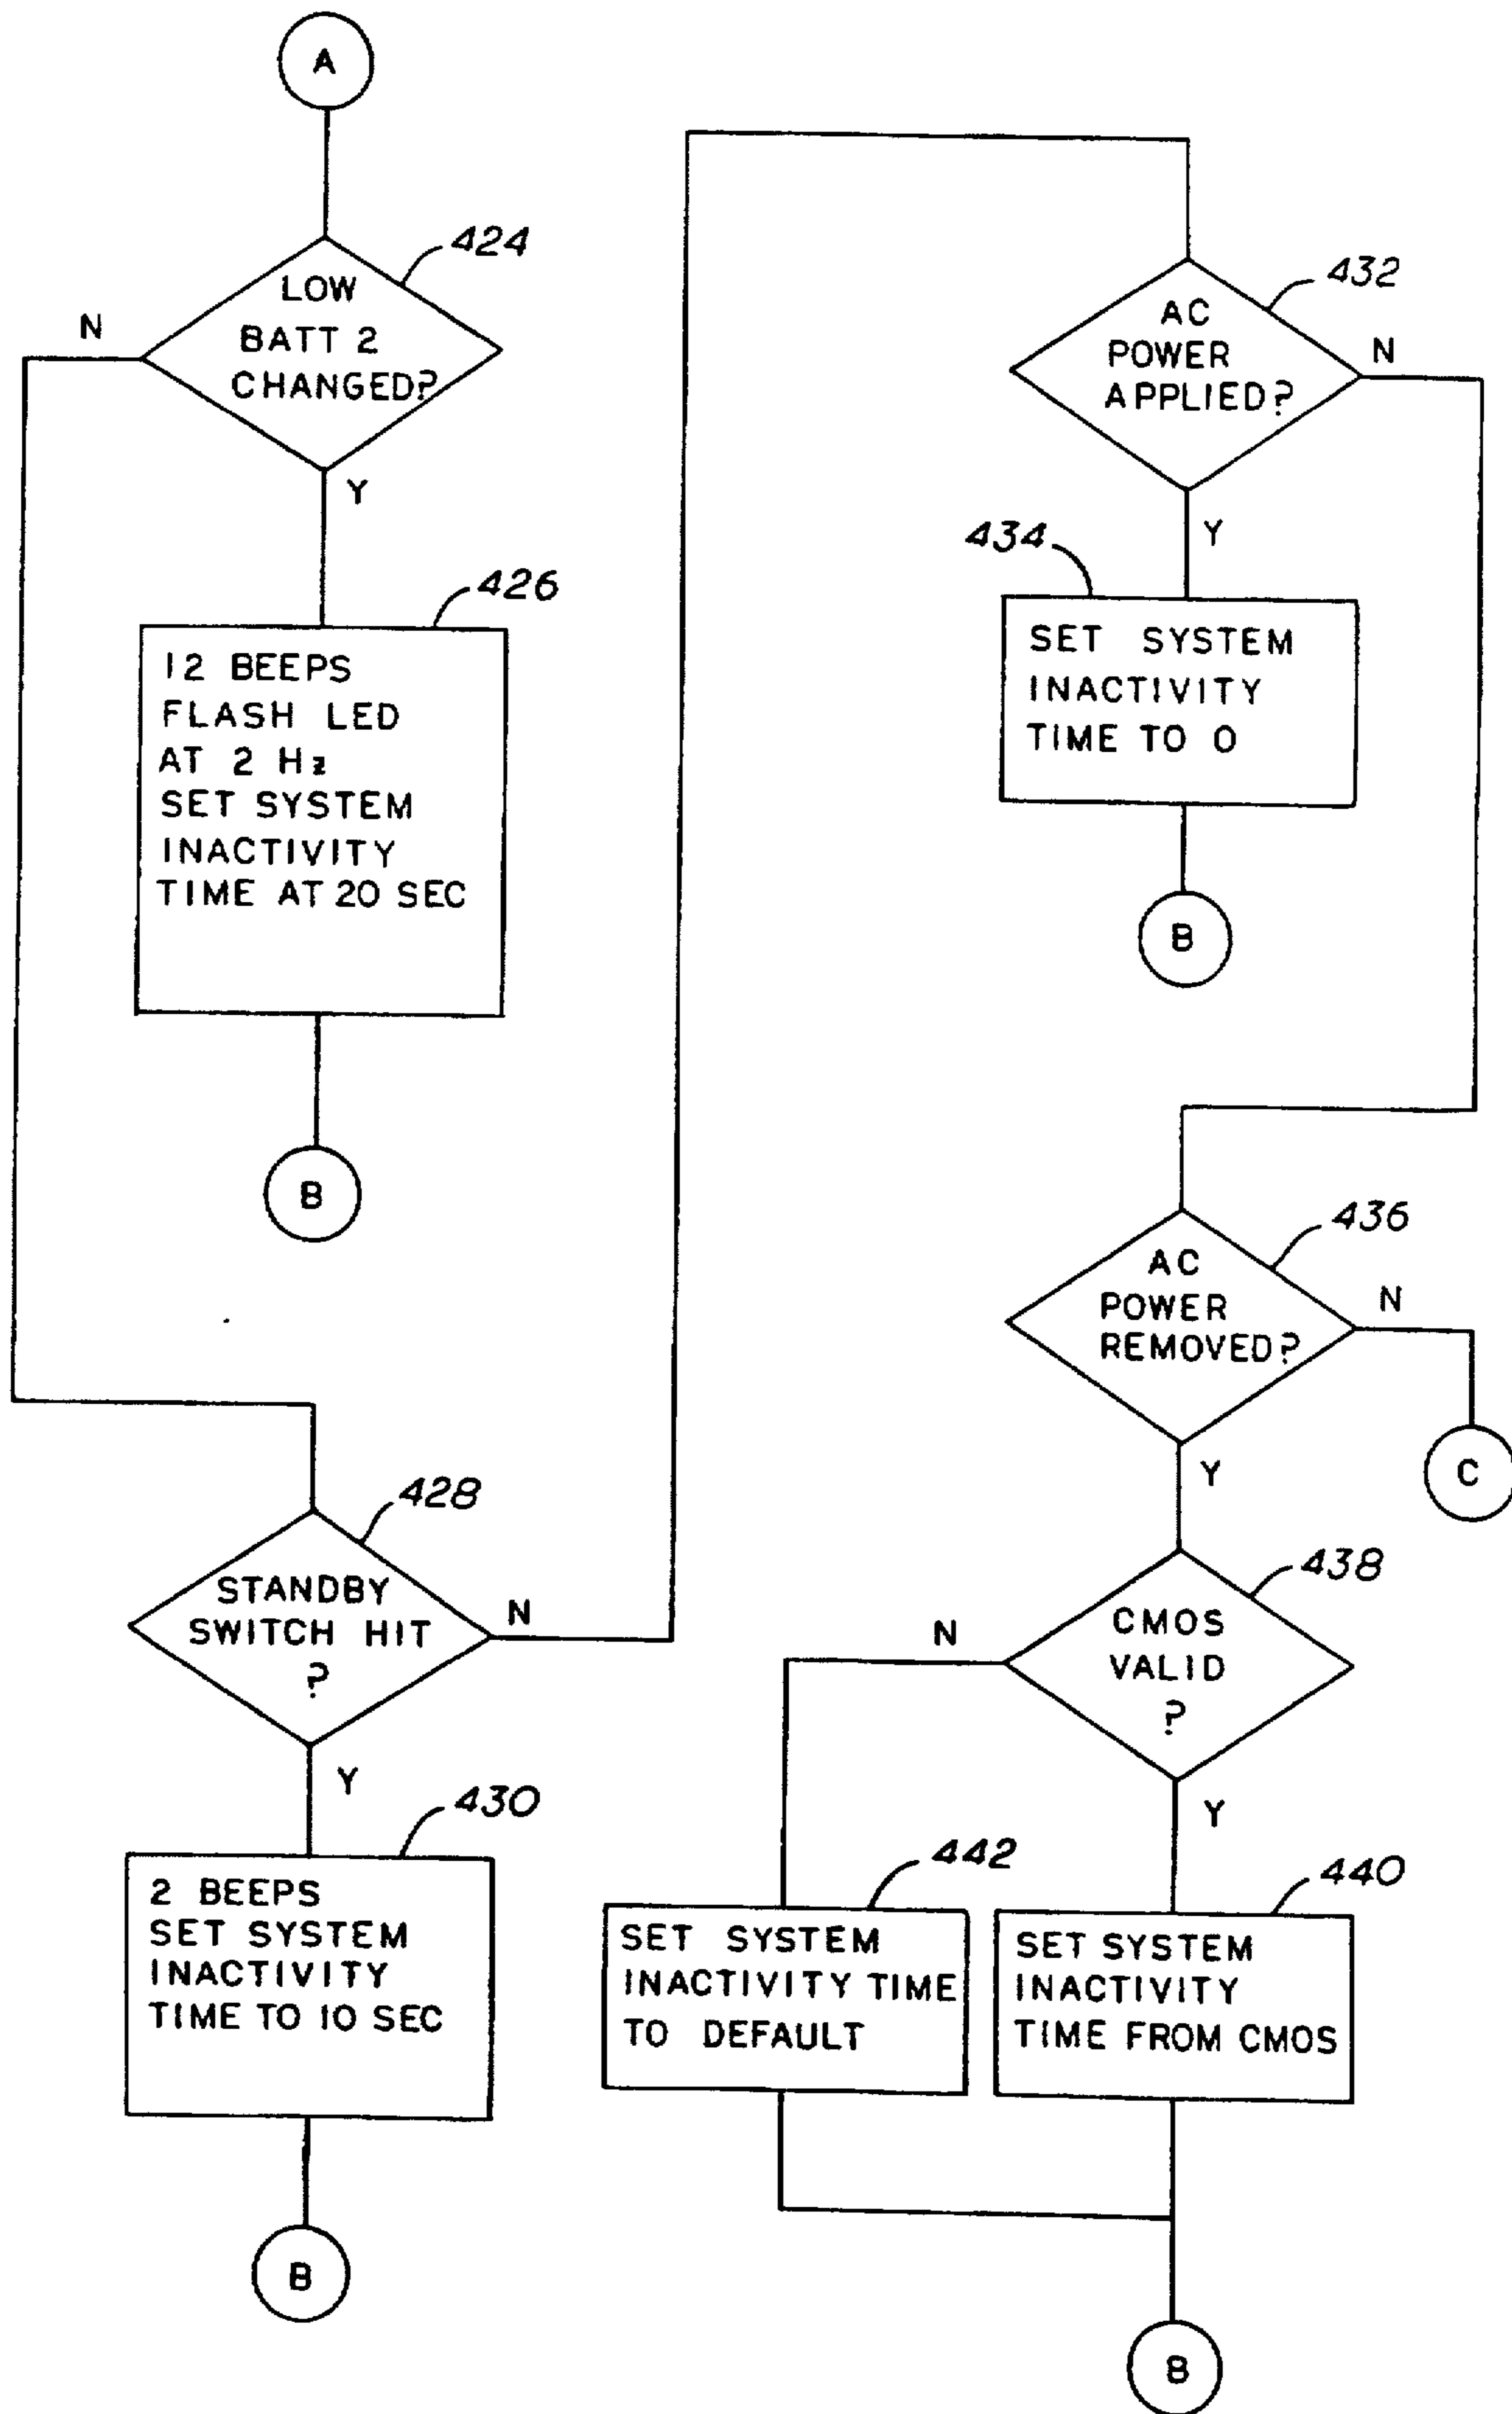 A
424
LOW
BATT 2
CHANGED?
N
Y
426
12 BEEPS
FLASH LED
AT 2 Hz
SET SYSTEM
INACTIVITY
TIME AT 20 SEC
B
428
STANDBY
SWITCH HIT
?
N
Y
430
2 BEEPS
SET SYSTEM
INACTIVITY
TIME TO 10 SEC
B
432
AC
POWER
APPLIED?
N
Y
434
SET SYSTEM
INACTIVITY
TIME TO 0
B
436
AC
POWER
REMOVED?
N
C
Y
438
CMOS
VALID
?
N
Y
442
SET SYSTEM
INACTIVITY TIME
TO DEFAULT
440
SET SYSTEM
INACTIVITY
TIME FROM CMOS
B